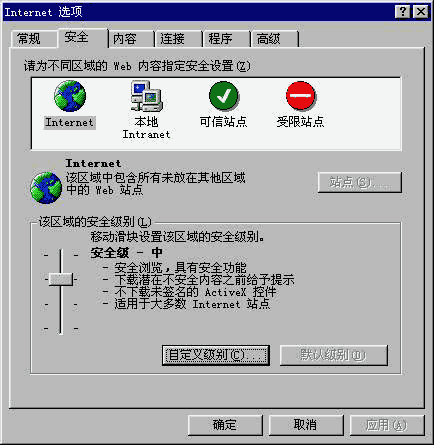 Internet 选项
常规 安全 内容 连接 程序 高级
请为不同区域的 Web 内容指定安全设置(Z)
Internet 本地 Intranet 可信站点 受限站点
Internet
该区域中包含所有未放在其他区域
中的 Web 站点
站点(S)...
该区域的安全级别(L)
移动滑块设置该区域的安全级别。
安全级 - 中
- 安全浏览,具有安全功能
- 下载潜在不安全内容之前给予提示
- 不下载未签名的 ActiveX 控件
- 适用于大多数 Internet 站点
自定义级别(C)... 默认级别(D)
确定 取消 应用(A)